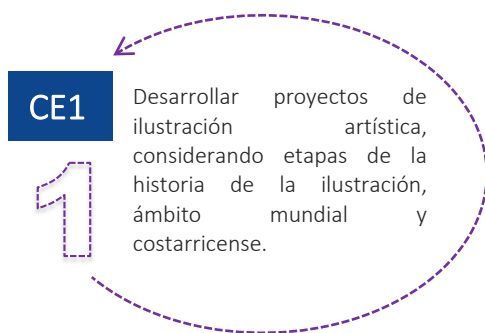 CE1
1
Desarrollar proyectos de
ilustración artística,
considerando etapas de la
historia de la ilustración,
ámbito mundial y
costarricense.